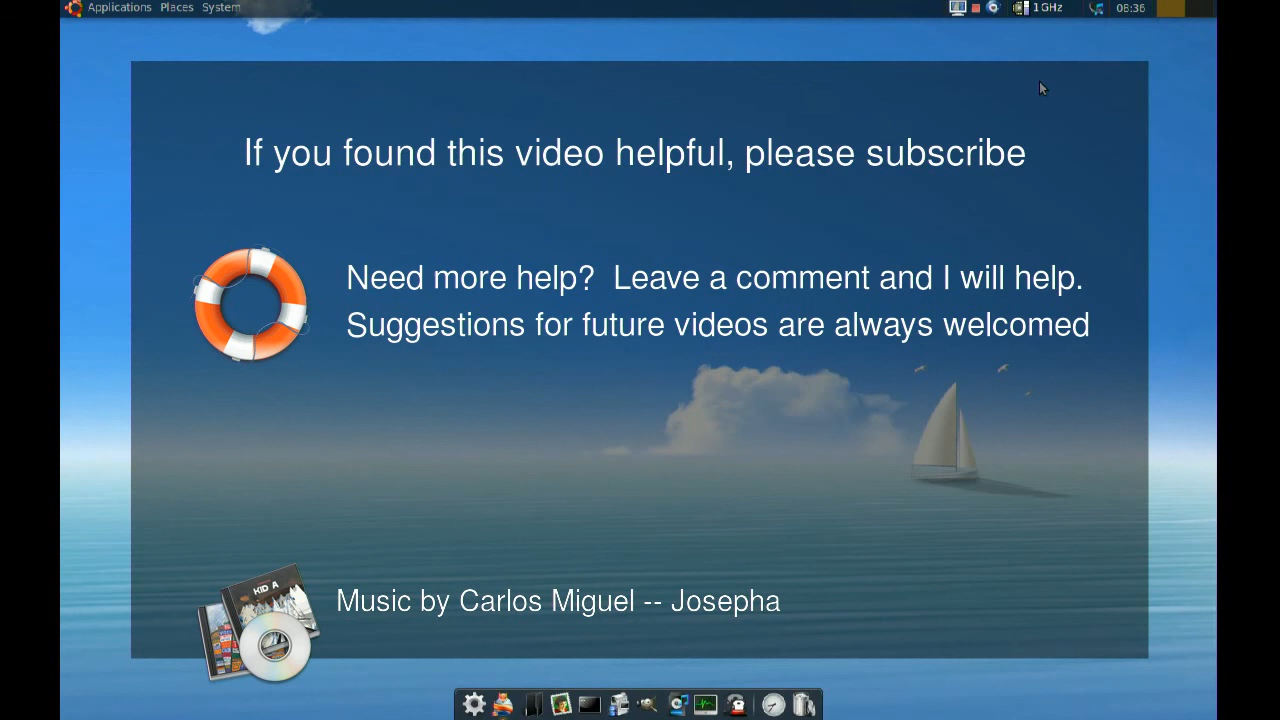 Applications Places System 1 GHz 08:36
If you found this video helpful, please subscribe
Need more help? Leave a comment and I will help.
Suggestions for future videos are always welcomed
KID A
Music by Carlos Miguel -- Josepha